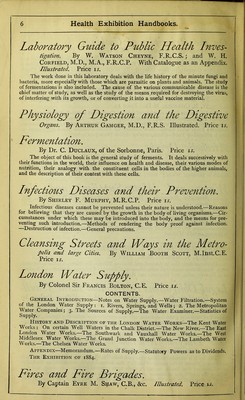 6 Health Exhibition Handbooks.
Laboratory Guide to Public Health Inves-
tigation. By W. WATSON CHEYNE, F.R.C.S.; and W. H.
CORFIELD, M.D., M.A., F.R.C.P. With Catalogue as an Appendix.
Illustrated. Price 1s.
The work done in this laboratory deals with the life history of the minute fungi and
bacteria, more especially with those which are parasitic on plants and animals. The study
of fermentations is also included. The cause of the various communicable disease is the
chief matter of study, as well as the study of the means required for destroying the virus,
of interfering with its growth, or of converting it into a useful vaccine material.
Physiology of Digestion and the Digestive
Organs. By ARTHUR GAMGEE, M.D., F.R.S. Illustrated. Price 1s.
Fermentation.
By Dr. C. DUCLAUX, of the Sorbonne, Paris. Price 1s.
The object of this book is the general study of ferments. It deals successively with
their functions in the world, their influence on health and disease, their various modes of
nutrition, their analogy with the constituent cells in the bodies of the higher animals,
and the description of their content with these cells.
Infectious Diseases and their Prevention.
By SHIRLEY F. MURPHY, M.R.C.P. Price 1s.
Infectious diseases cannot be prevented unless their nature is understood.—Reasons
for believing that they are caused by the growth in the body of living organisms.—Cir-
cumstances under which these may be introduced into the body, and the means for pre-
venting such introduction.—Methods of rendering the body proof against infection.
—Destruction of infection.—General precautions.
Cleansing Streets and Ways in the Metro-
polis and large Cities. By WILLIAM BOOTH SCOTT, M.INST.C.E.
Price 1s.
London Water Supply.
By Colonel Sir FRANCIS BOLTON, C.E. Price 1s.
CONTENTS.
GENERAL INTRODUCTION.—Notes on Water Supply.—Water Filtration.—System
of the London Water Supply: 1. Rivers, Springs, and Wells; 2. The Metropolitan
Water Companies; 3. The Sources of Supply.—The Water Examiner.—Statistics of
Supply.
HISTORY AND DISCRIPTION OF THE LONDON WATER WORKS—The Kent Water
Works: On certain Well Waters in the Chalk District.—The New River.—The East
London Water Works.—The Southwark and Vauxhall Water Works.—The West
Middlesex Water Works.—The Grand Junction Water Works.—The Lambeth Water
Works.—The Chelsea Water Works.
APPENDIX—Memorandum.—Rates of Supply.—Statutory Powers as to Dividends.
THE EXHIBITION OF 1884.
Fires and Fire Brigades.
By Captain EYRE M. SHAW, C.B., &c. Illustrated. Price 1s.